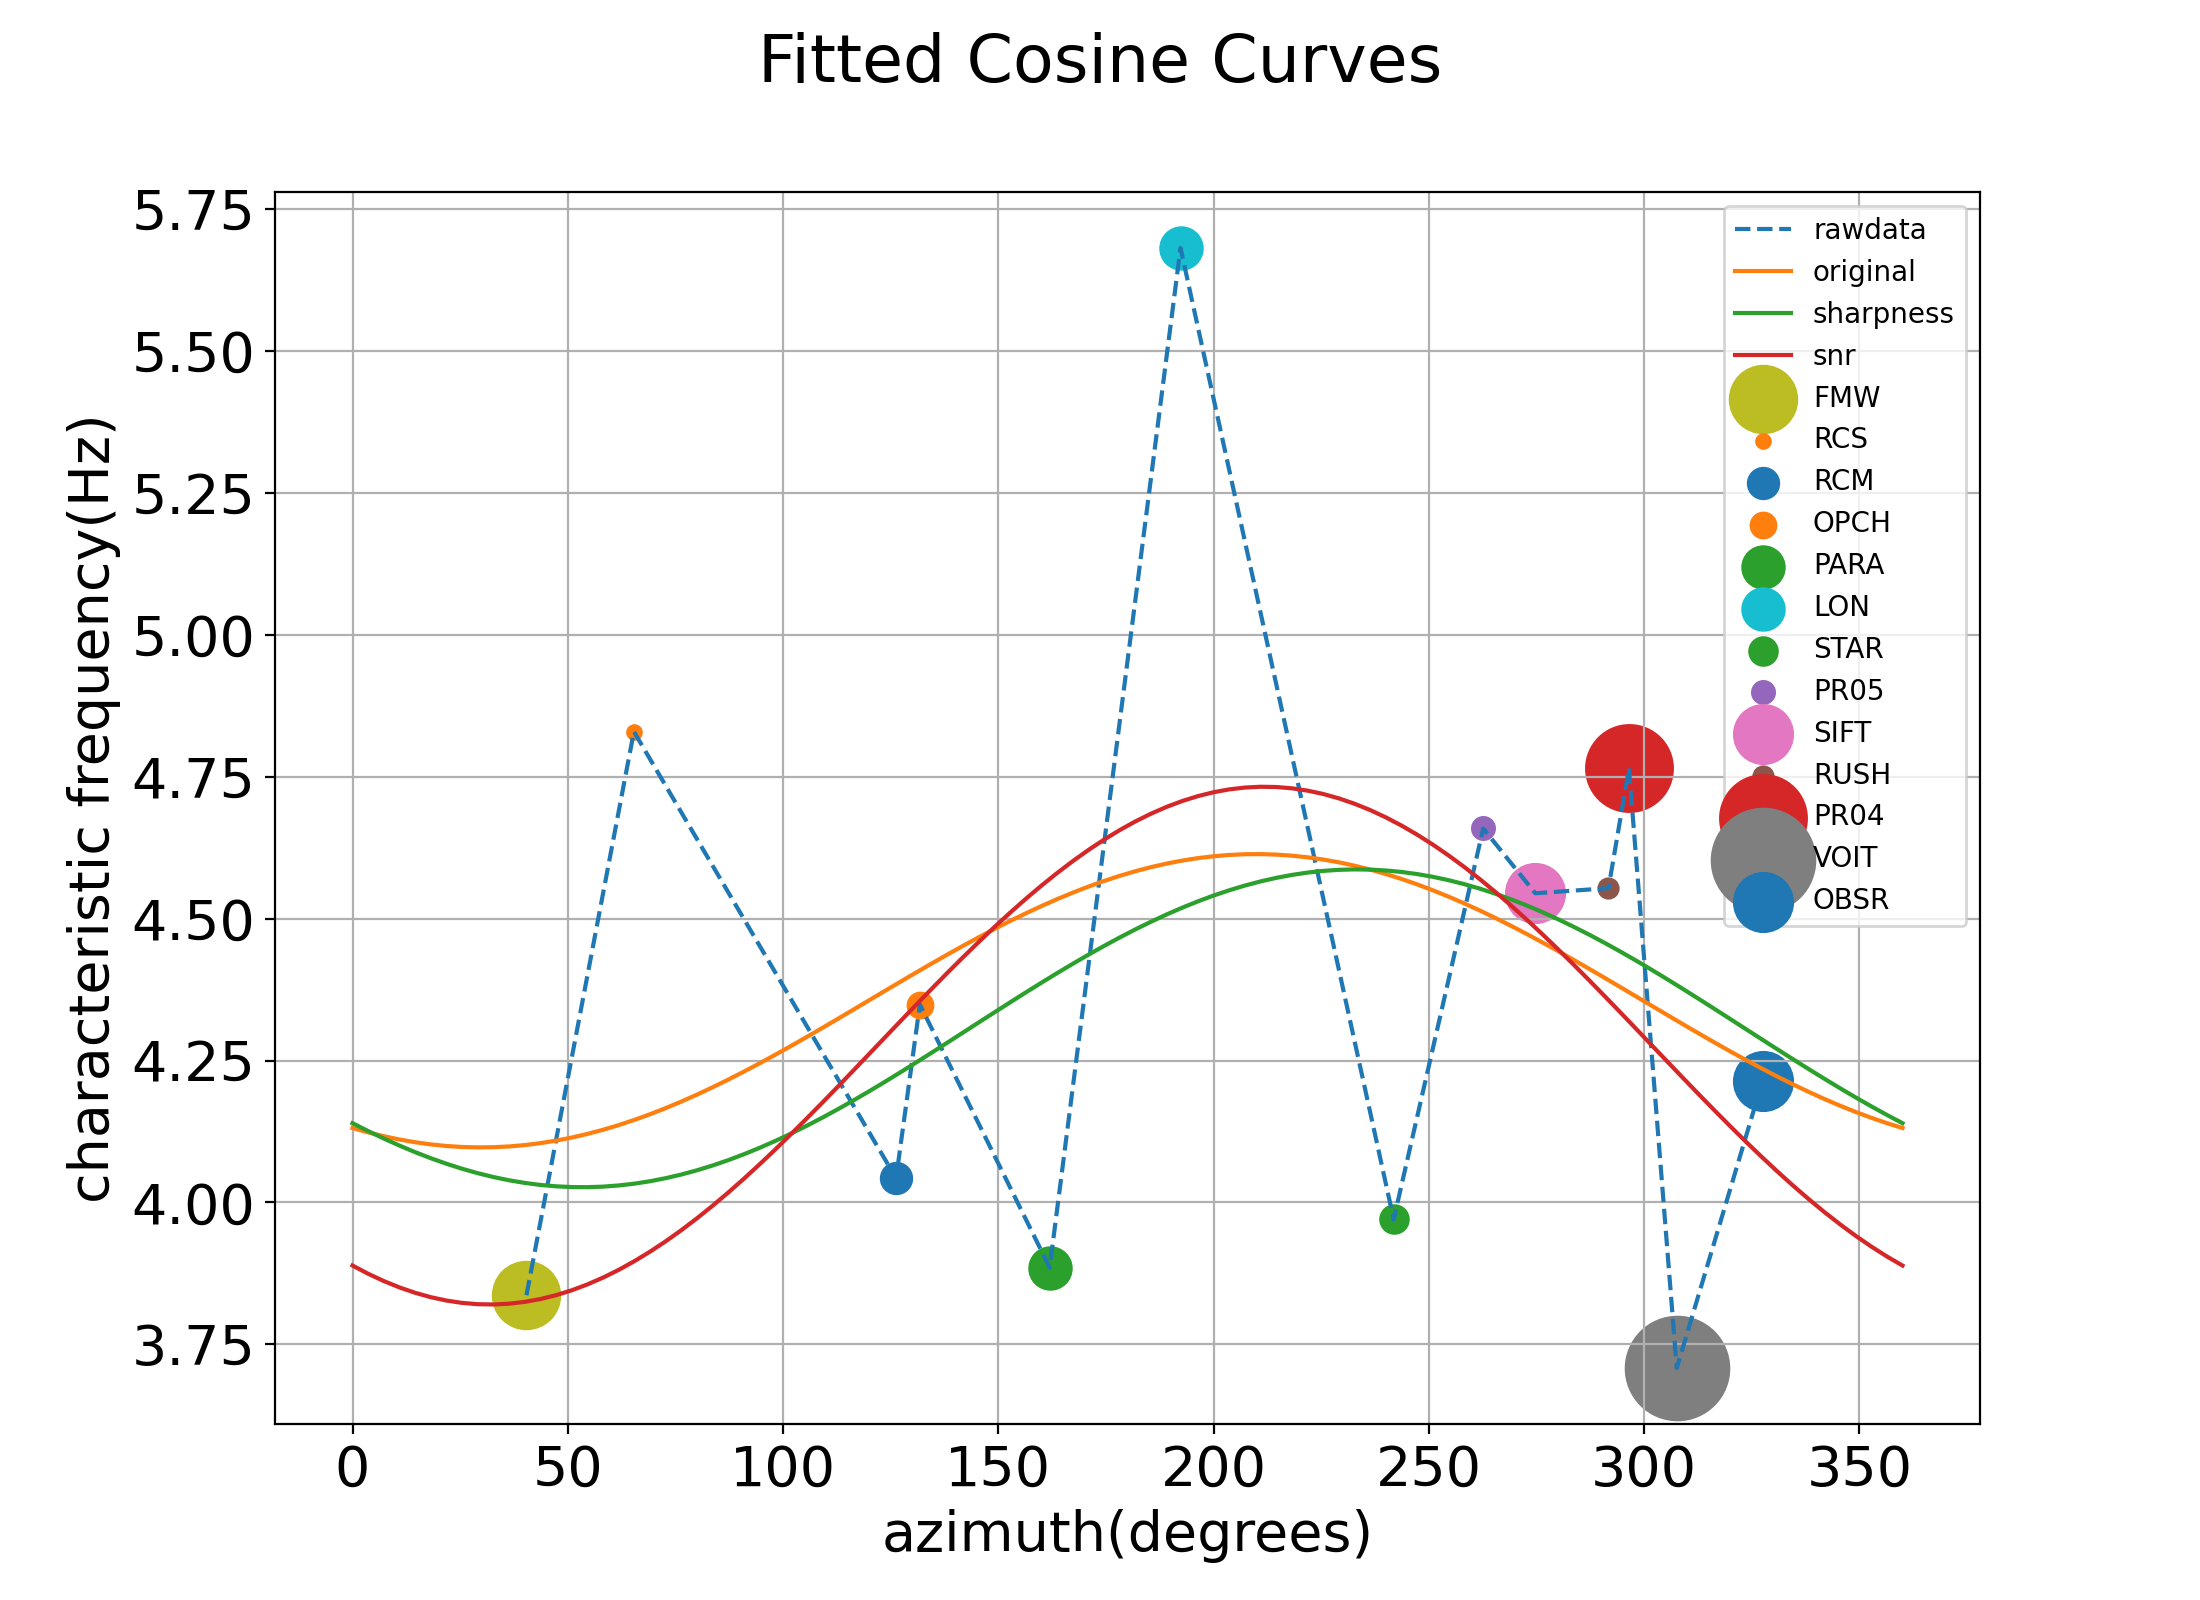 Fitted Cosine Curves
5.75
5.50
5.25
5.00
4.75
4.50
4.25
4.00
3.75
characteristic frequency(Hz)
rawdata
original
sharpness
snr
FMW
RCS
RCM
OPCH
PARA
LON
STAR
PR05
SIFT
RUSH
PR04
VOIT
OBSR
0 50 100 150 200 250 300 350
azimuth(degrees)